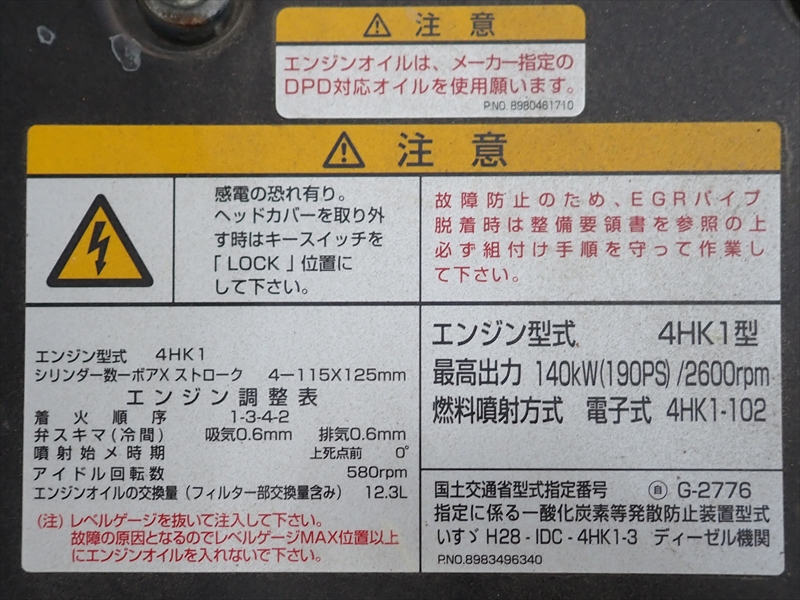 注意
エンジンオイルは、メーカー指定の
DPD対応オイルを使用願います。
P.NO. 8980461710
注意
感電の恐れ有り。
ヘッドカバーを取り外
す時はキースイッチを
「 LOCK 」位置に
して下さい。
故障防止のため、EGRパイプ
脱着時は整備要領書を参照の上
必ず組付け手順を守って作業し
て下さい。
エンジン型式 4HK1
シリンダー数ーボアX ストローク 4ー115X125mm
エンジン調整表
着火順序 1-3-4-2
弁スキマ(冷間) 吸気0.6mm 排気0.6mm
噴射始メ時期 上死点前 0°
アイドル回転数 580rpm
エンジンオイルの交換量（フィルター部交換量含み） 12.3L
(注) レベルゲージを抜いて注入して下さい。
故障の原因となるのでレベルゲージMAX位置以上
にエンジンオイルを入れないで下さい。
エンジン型式 4HK1型
最高出力 140kW(190PS)/2600rpm
燃料噴射方式 電子式 4HK1-102
国土交通省型式指定番号 自 G-2776
指定に係る一酸化炭素等発散防止装置型式
いすゞ H28 - IDC - 4HK1-3 ディーゼル機関
P.NO.8983496340